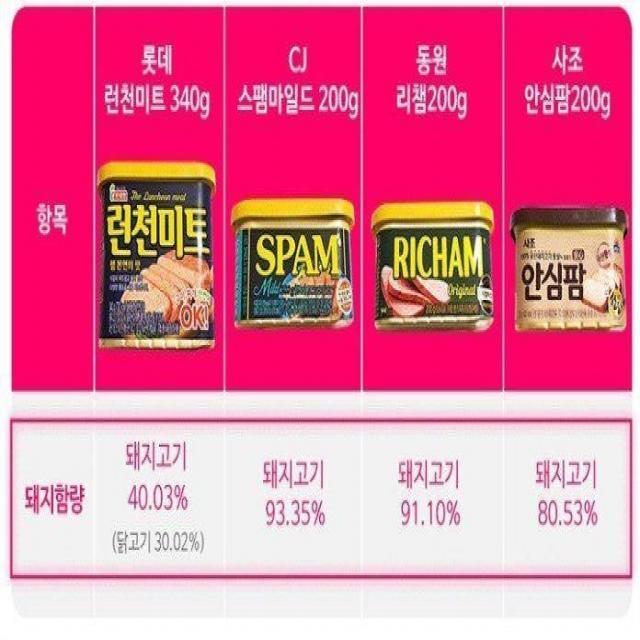 롯데
런천미트 340g
CJ
스팸마일드 200g
동원
리챔200g
사조
안심팜200g
항목
The Luncheon meat
런천미트
OK!
SPAM
Mild
RICHAM
Original
사조
안심팜
돼지함량
돼지고기
40.03%
(닭고기 30.02%)
돼지고기
93.35%
돼지고기
91.10%
돼지고기
80.53%